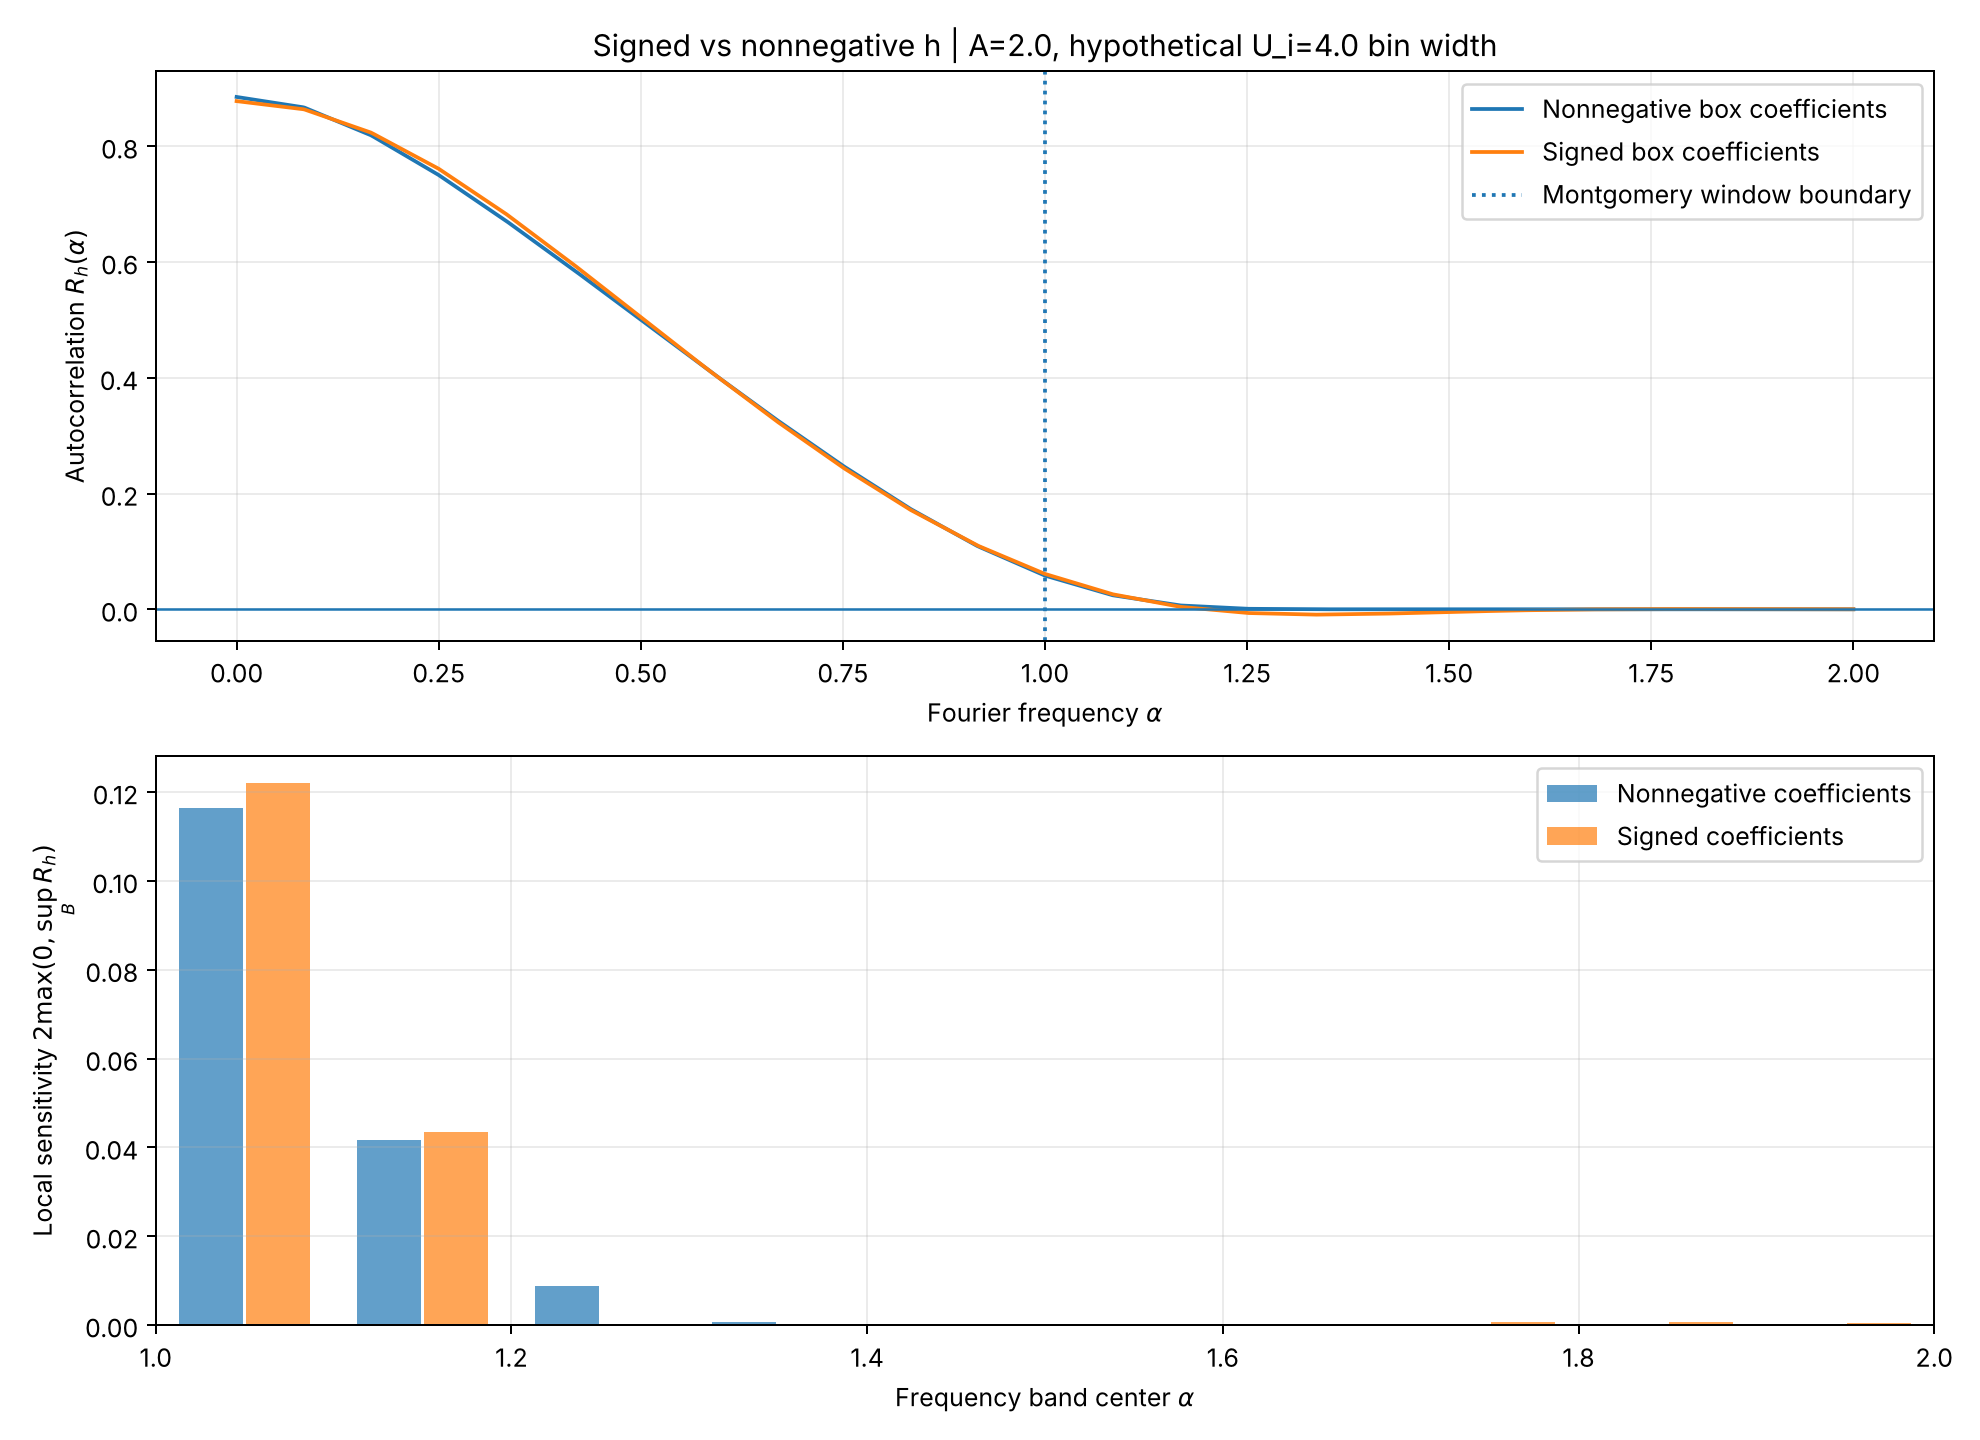 Signed vs nonnegative h | A=2.0, hypothetical U_i=4.0 bin width
Autocorrelation R_h(α)
0.8
0.6
0.4
0.2
0.0
0.00 0.25 0.50 0.75 1.00 1.25 1.50 1.75 2.00
Fourier frequency α
Nonnegative box coefficients
Signed box coefficients
Montgomery window boundary
Local sensitivity 2max(0, sup_B R_h)
0.12
0.10
0.08
0.06
0.04
0.02
0.00
1.0 1.2 1.4 1.6 1.8 2.0
Frequency band center α
Nonnegative coefficients
Signed coefficients